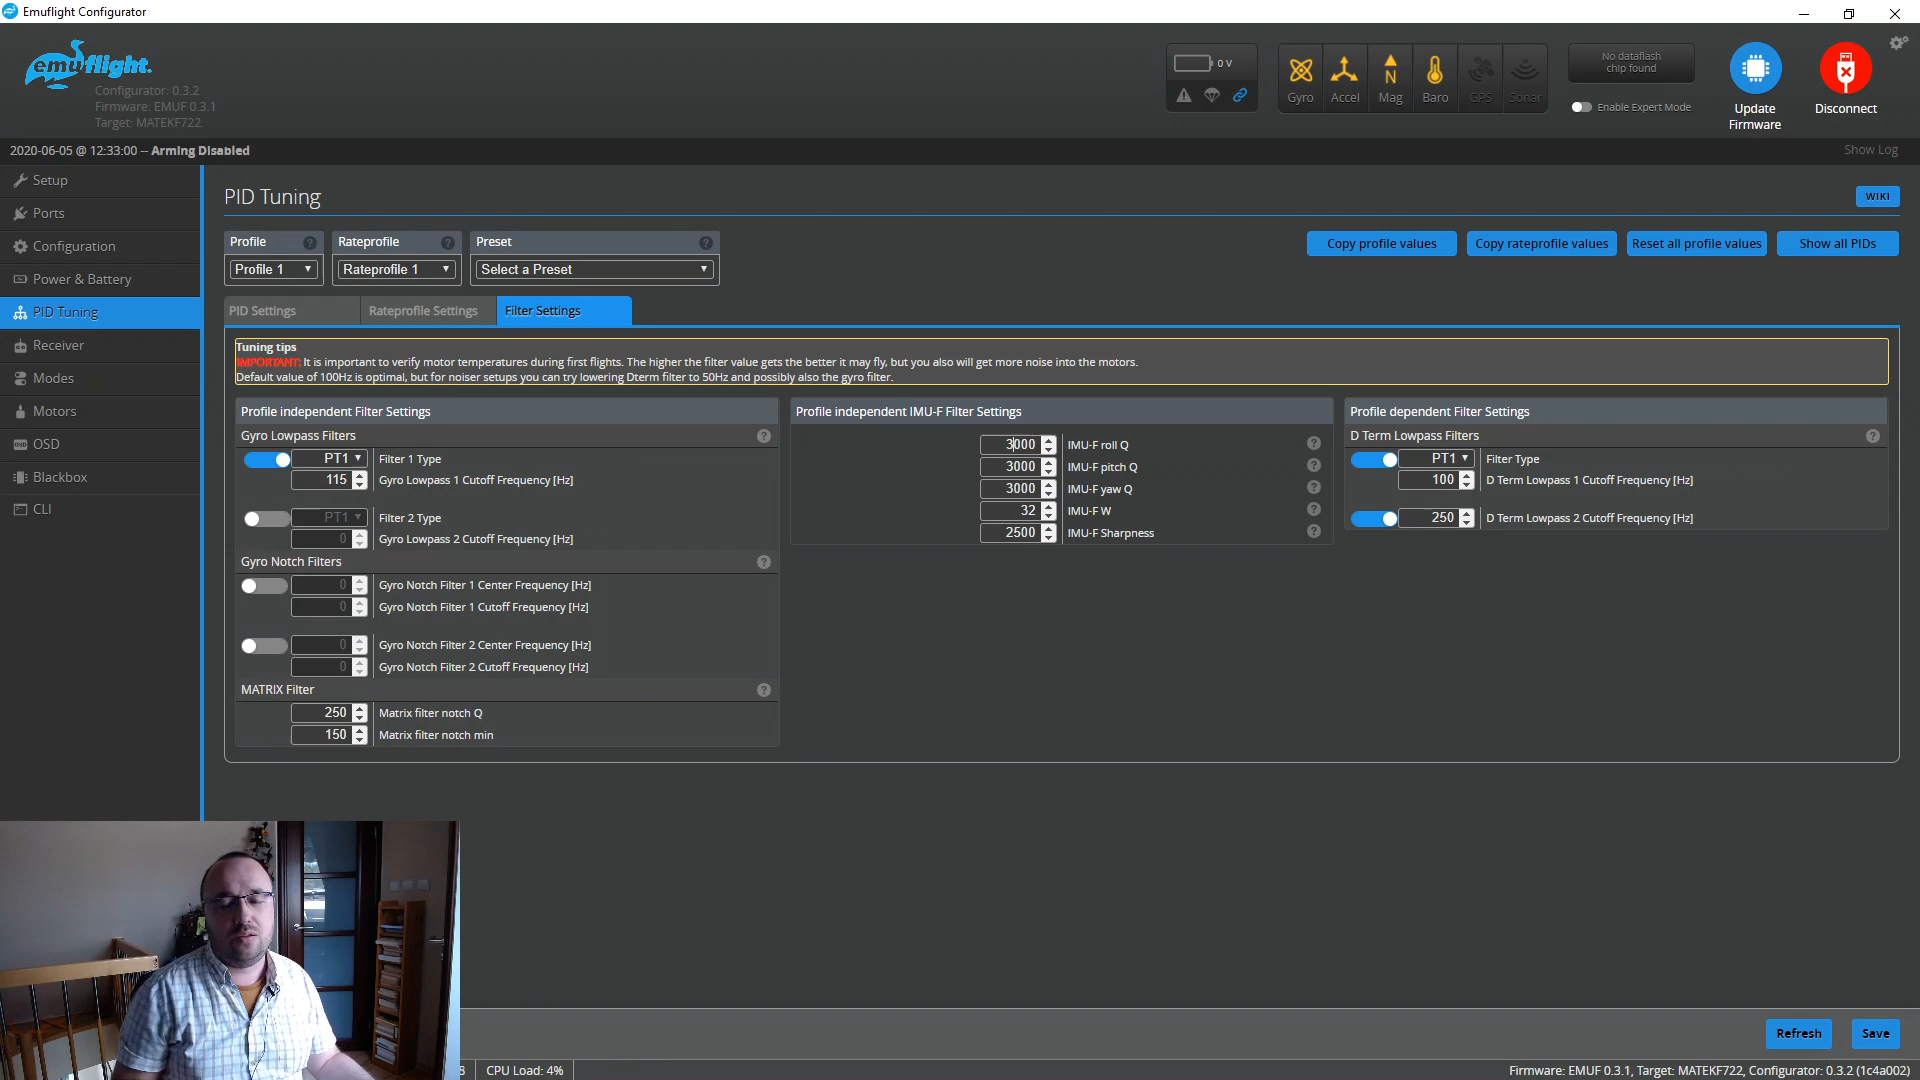 Emuflight Configurator
emuflight.
Configurator: 0.3.2
Firmware: EMUF 0.3.1
Target: MATEKF722
0 V
Gyro
Accel
N
Mag
Baro
GPS
Sonar
No dataflash
chip found
Enable Expert Mode
Update
Firmware
Disconnect
2020-06-05 @ 12:33:00 -- Arming Disabled
Show Log
Setup
Ports
Configuration
Power & Battery
PID Tuning
Receiver
Modes
Motors
OSD OSD
Blackbox
CLI
PID Tuning
WIKI
Profile ?
Profile 1
Rateprofile ?
Rateprofile 1
Preset ?
Select a Preset
Copy profile values
Copy rateprofile values
Reset all profile values
Show all PIDs
PID Settings
Rateprofile Settings
Filter Settings
Tuning tips
IMPORTANT: It is important to verify motor temperatures during first flights. The higher the filter value gets the better it may fly, but you also will get more noise into the motors.
Default value of 100Hz is optimal, but for noiser setups you can try lowering Dterm filter to 50Hz and possibly also the gyro filter.
Profile independent Filter Settings
Gyro Lowpass Filters ?
PT1 Filter 1 Type
115 Gyro Lowpass 1 Cutoff Frequency [Hz]
PT1 Filter 2 Type
0 Gyro Lowpass 2 Cutoff Frequency [Hz]
Gyro Notch Filters ?
0 Gyro Notch Filter 1 Center Frequency [Hz]
0 Gyro Notch Filter 1 Cutoff Frequency [Hz]
0 Gyro Notch Filter 2 Center Frequency [Hz]
0 Gyro Notch Filter 2 Cutoff Frequency [Hz]
MATRIX Filter ?
250 Matrix filter notch Q
150 Matrix filter notch min
Profile independent IMU-F Filter Settings
3000 IMU-F roll Q ?
3000 IMU-F pitch Q ?
3000 IMU-F yaw Q ?
32 IMU-F W ?
2500 IMU-F Sharpness ?
Profile dependent Filter Settings
D Term Lowpass Filters ?
PT1 Filter Type
100 D Term Lowpass 1 Cutoff Frequency [Hz]
250 D Term Lowpass 2 Cutoff Frequency [Hz]
Refresh
Save
CPU Load: 4%
Firmware: EMUF 0.3.1, Target: MATEKF722, Configurator: 0.3.2 (1c4a002)